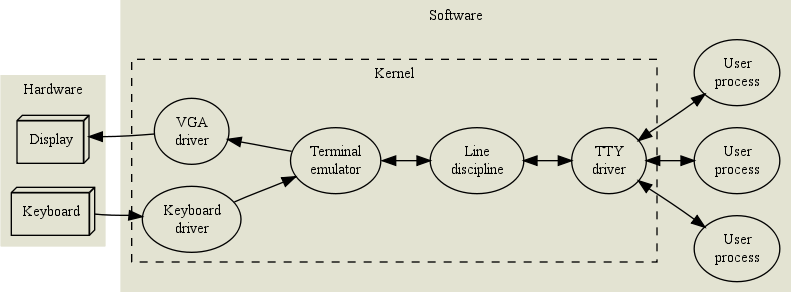 Software
Hardware
Kernel
Display
Keyboard
VGA
driver
Keyboard
driver
Terminal
emulator
Line
discipline
TTY
driver
User
process
User
process
User
process